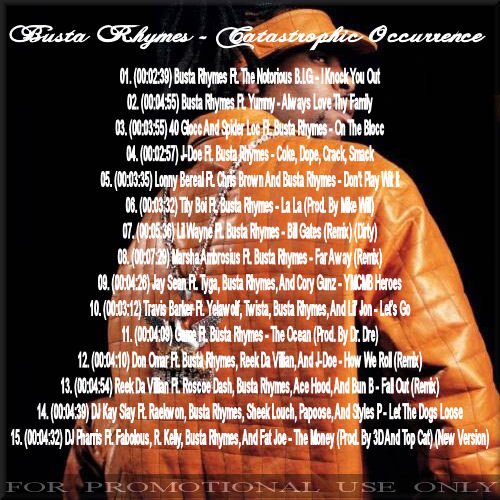 Busta Rhymes - Catastrophic Occurrence
01. (00:02:39) Busta Rhymes Ft. The Notorious B.I.G. - I Knock You Out
02. (00:04:55) Busta Rhymes Ft. Yummy - Always Love Thy Family
03. (00:03:55) 40 Glocc And Spider Loc Ft. Busta Rhymes - On The Blocc
04. (00:02:57) J-Doe Ft. Busta Rhymes - Coke, Dope, Crack, Smack
05. (00:03:35) Lonny Bereal Ft. Chris Brown And Busta Rhymes - Don't Play Wit It
06. (00:03:32) Tity Boi Ft. Busta Rhymes - La La (Prod. By Mike Will)
07. (00:05:36) Lil Wayne Ft. Busta Rhymes - Bill Gates (Remix) (Dirty)
08. (00:07:28) Marsha Ambrosius Ft. Busta Rhymes - Far Away (Remix)
09. (00:04:26) Jay Sean Ft. Tyga, Busta Rhymes, And Cory Gunz - YMCMB Heroes
10. (00:03:12) Travis Barker Ft. Yelawolf, Twista, Busta Rhymes, And Lil' Jon - Let's Go
11. (00:04:09) Game Ft. Busta Rhymes - The Ocean (Prod. By Dr. Dre)
12. (00:04:10) Don Omar Ft. Busta Rhymes, Reek Da Villian, And J-Doe - How We Roll (Remix)
13. (00:04:54) Reek Da Villian Ft. Roscoe Dash, Busta Rhymes, Ace Hood, And Bun B - Fall Out (Remix)
14. (00:04:39) DJ Kay Slay Ft. Raekwon, Busta Rhymes, Sheek Louch, Papoose, And Styles P - Let The Dogs Loose
15. (00:04:32) DJ Pharris Ft. Fabolous, R. Kelly, Busta Rhymes, And Fat Joe - The Money (Prod. By 3D And Top Cat) (New Version)
FOR PROMOTIONAL USE ONLY